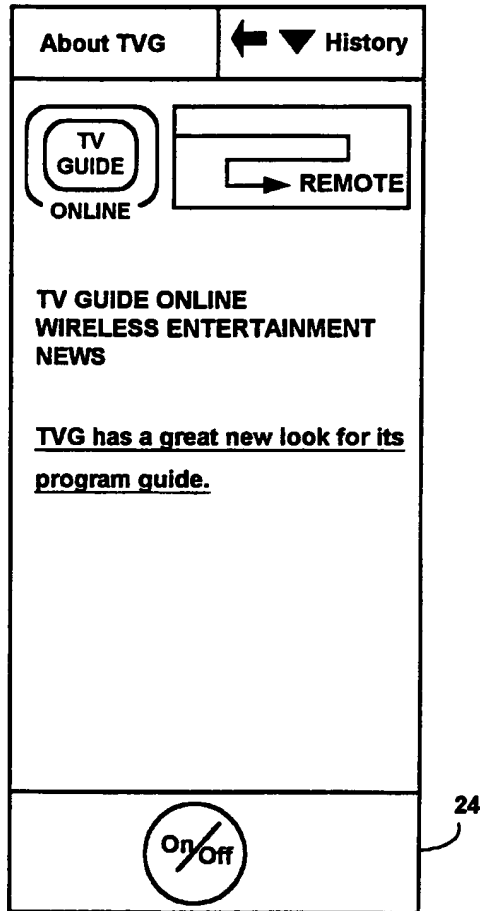 About TVG
History
TV
GUIDE
ONLINE
REMOTE
TV GUIDE ONLINE
WIRELESS ENTERTAINMENT
NEWS
TVG has a great new look for its
program guide.
24
On/Off